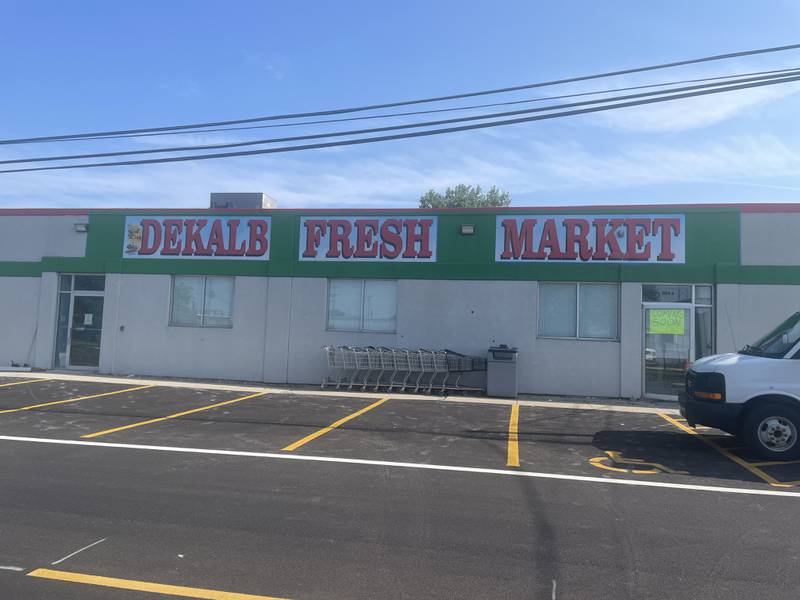 DEKALB FRESH MARKET
COMING
SOON